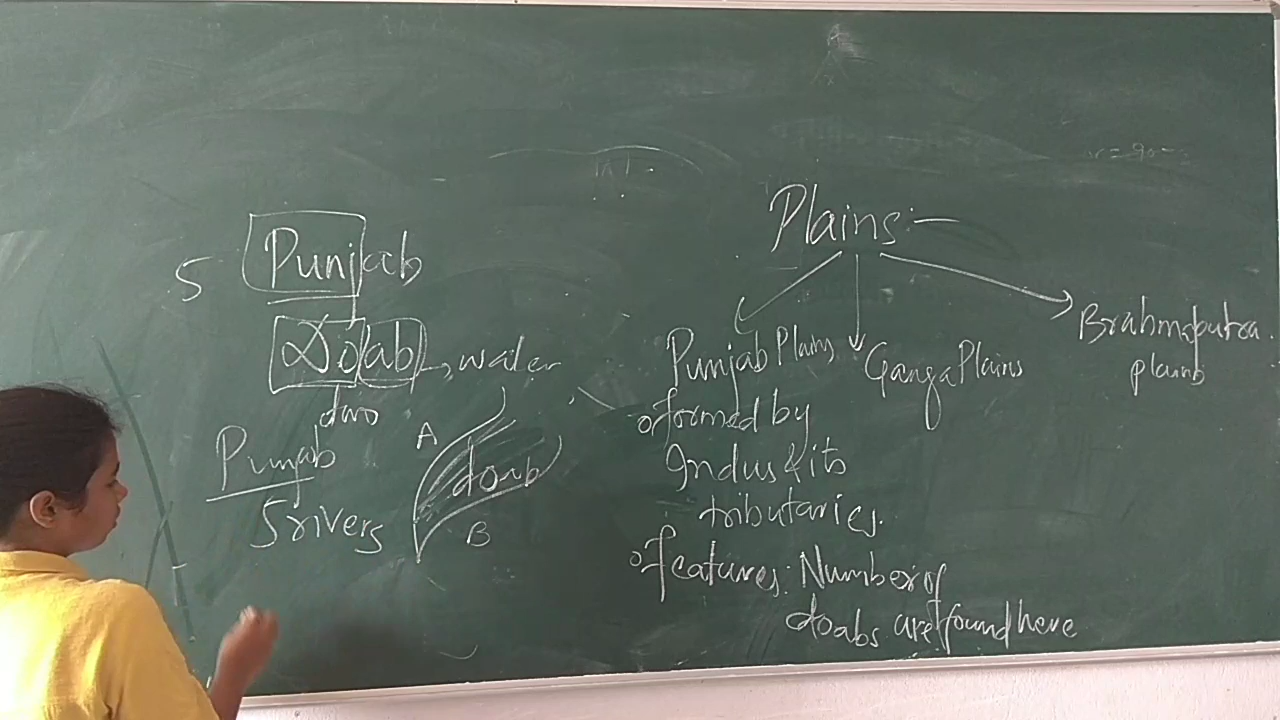 5 Punjab
Doab → water
two
Punjab
5 rivers
A
doab
B
Plains:-
Punjab Plains
Ganga Plains
Brahmaputra
plains
formed by
Indus & its
tributaries.
features: Number of
doabs are found here